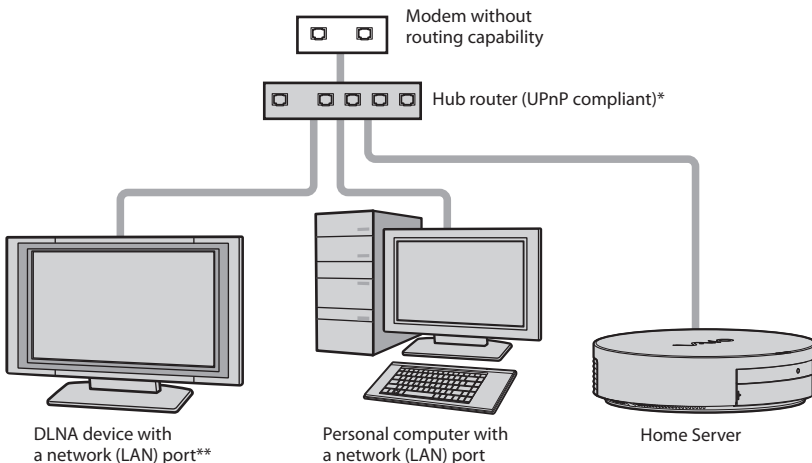 Modem without
routing capability
Hub router (UPnP compliant)*
VAIO
DLNA device with
a network (LAN) port**
Personal computer with
a network (LAN) port
Home Server